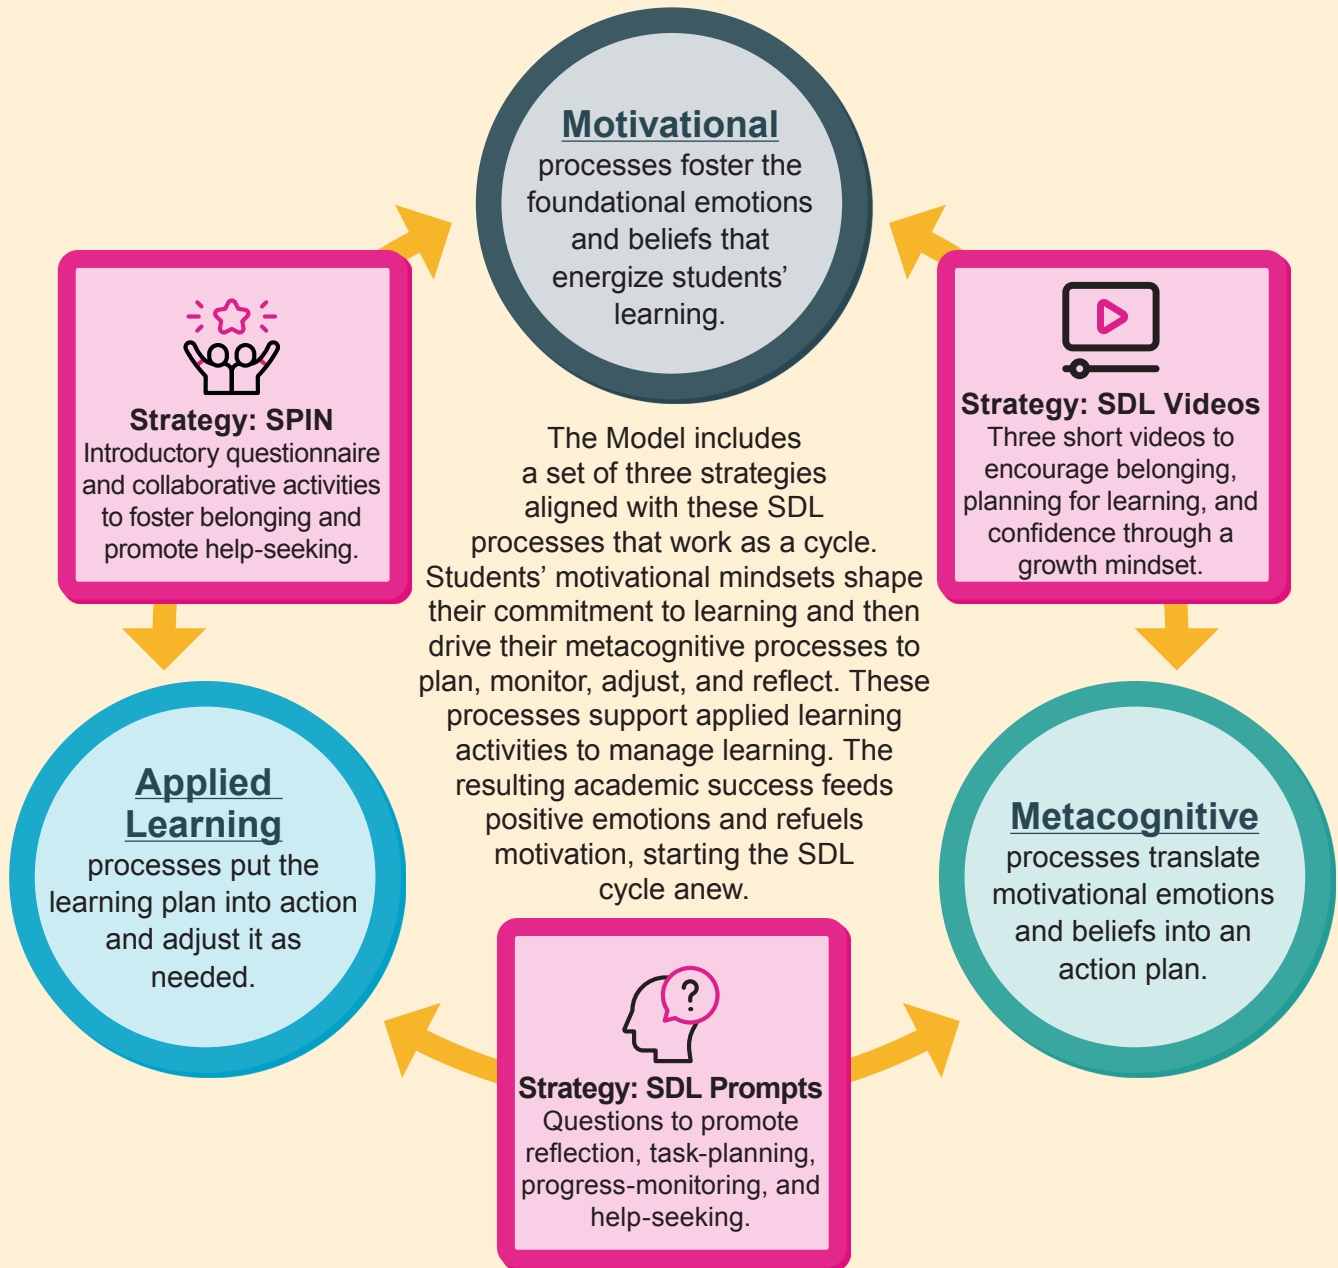 Motivational
processes foster the
foundational emotions
and beliefs that
energize students’
learning.
Strategy: SPIN
Introductory questionnaire
and collaborative activities
to foster belonging and
promote help-seeking.
Strategy: SDL Videos
Three short videos to
encourage belonging,
planning for learning, and
confidence through a
growth mindset.
The Model includes
a set of three strategies
aligned with these SDL
processes that work as a cycle.
Students’ motivational mindsets shape
their commitment to learning and then
drive their metacognitive processes to
plan, monitor, adjust, and reflect. These
processes support applied learning
activities to manage learning. The
resulting academic success feeds
positive emotions and refuels
motivation, starting the SDL
cycle anew.
Applied
Learning
processes put the
learning plan into action
and adjust it as
needed.
Metacognitive
processes translate
motivational emotions
and beliefs into an
action plan.
?
Strategy: SDL Prompts
Questions to promote
reflection, task-planning,
progress-monitoring, and
help-seeking.